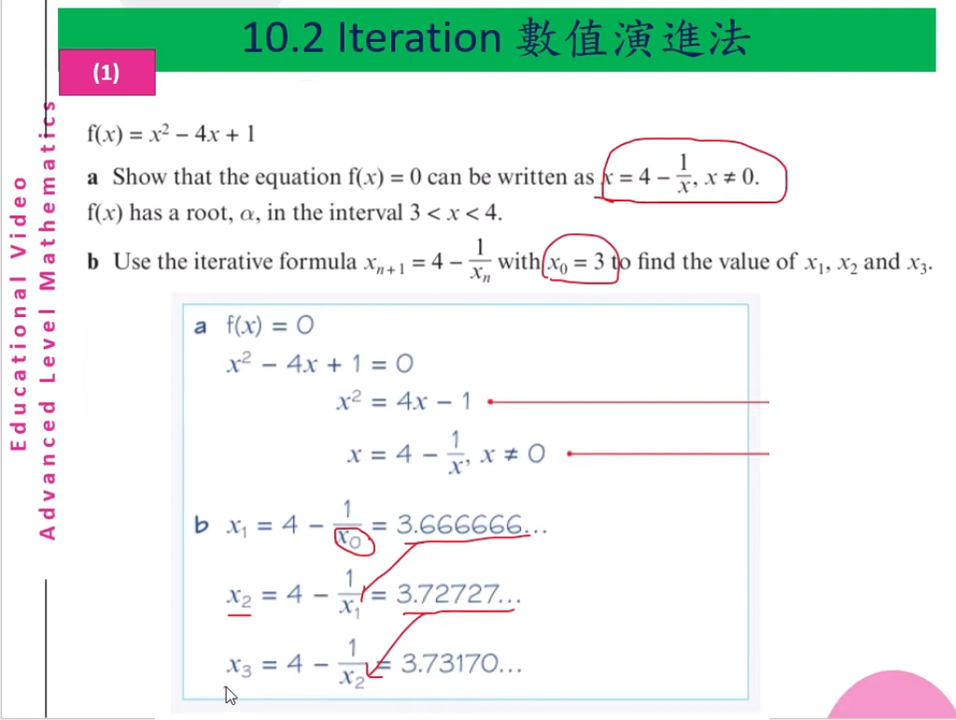 10.2 Iteration 數值演進法
(1)
Educational Video
Advanced Level Mathematics
f(x) = x² − 4x + 1
a Show that the equation f(x) = 0 can be written as x = 4 − 1/x, x ≠ 0.
f(x) has a root, α, in the interval 3 < x < 4.
b Use the iterative formula xₙ₊₁ = 4 − 1/xₙ with x₀ = 3 to find the value of x₁, x₂ and x₃.
a f(x) = 0
x² − 4x + 1 = 0
x² = 4x − 1
x = 4 − 1/x, x ≠ 0
b x₁ = 4 − 1/x₀ = 3.666666...
x₂ = 4 − 1/x₁ = 3.72727...
x₃ = 4 − 1/x₂ = 3.73170...